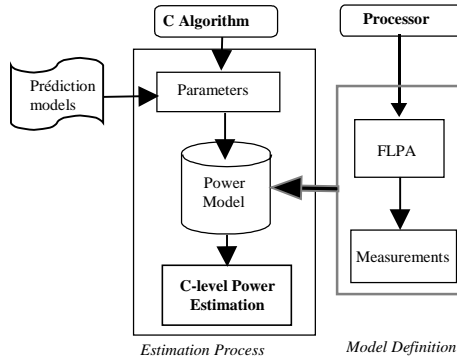 C Algorithm
Processor
Prédiction
models
Parameters
FLPA
Power
Model
Measurements
C-level Power
Estimation
Estimation Process
Model Definition